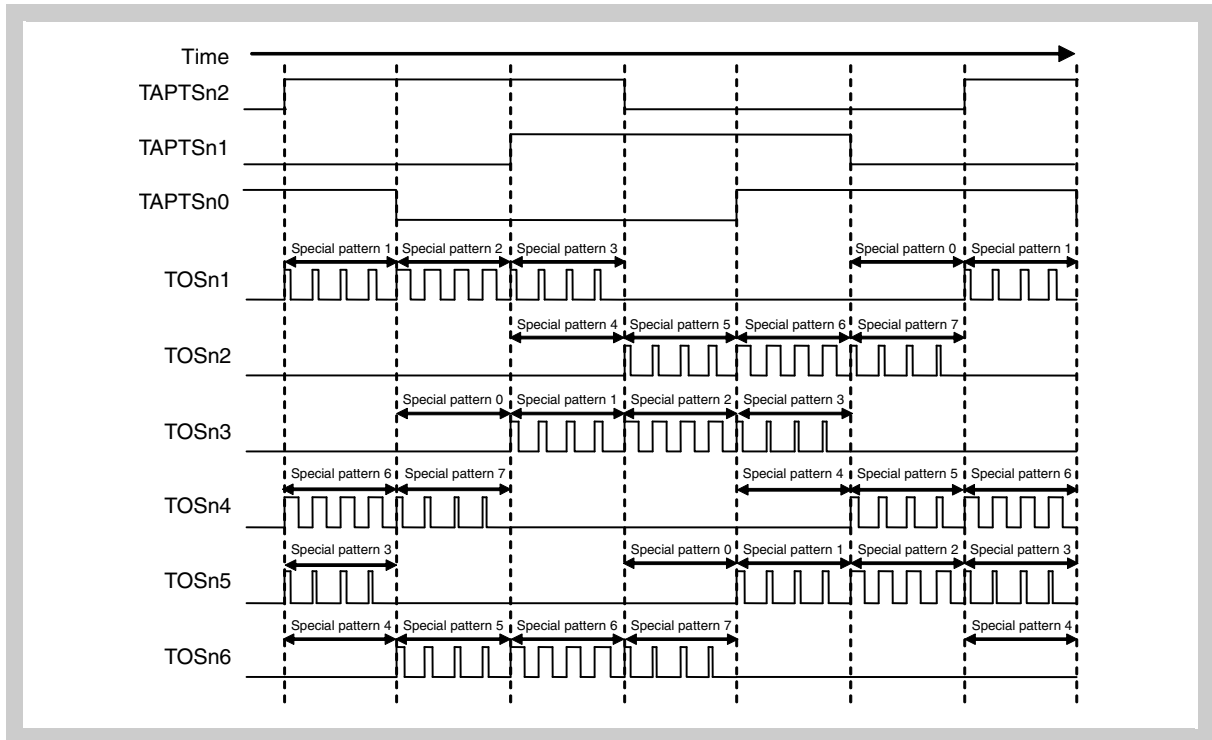 Time
TAPTSn2
TAPTSn1
TAPTSn0
Special pattern 1 Special pattern 2 Special pattern 3 Special pattern 0 Special pattern 1
TOSn1
Special pattern 4 Special pattern 5 Special pattern 6 Special pattern 7
TOSn2
Special pattern 0 Special pattern 1 Special pattern 2 Special pattern 3
TOSn3
Special pattern 6 Special pattern 7 Special pattern 4 Special pattern 5 Special pattern 6
TOSn4
Special pattern 3 Special pattern 0 Special pattern 1 Special pattern 2 Special pattern 3
TOSn5
Special pattern 4 Special pattern 5 Special pattern 6 Special pattern 7 Special pattern 4
TOSn6